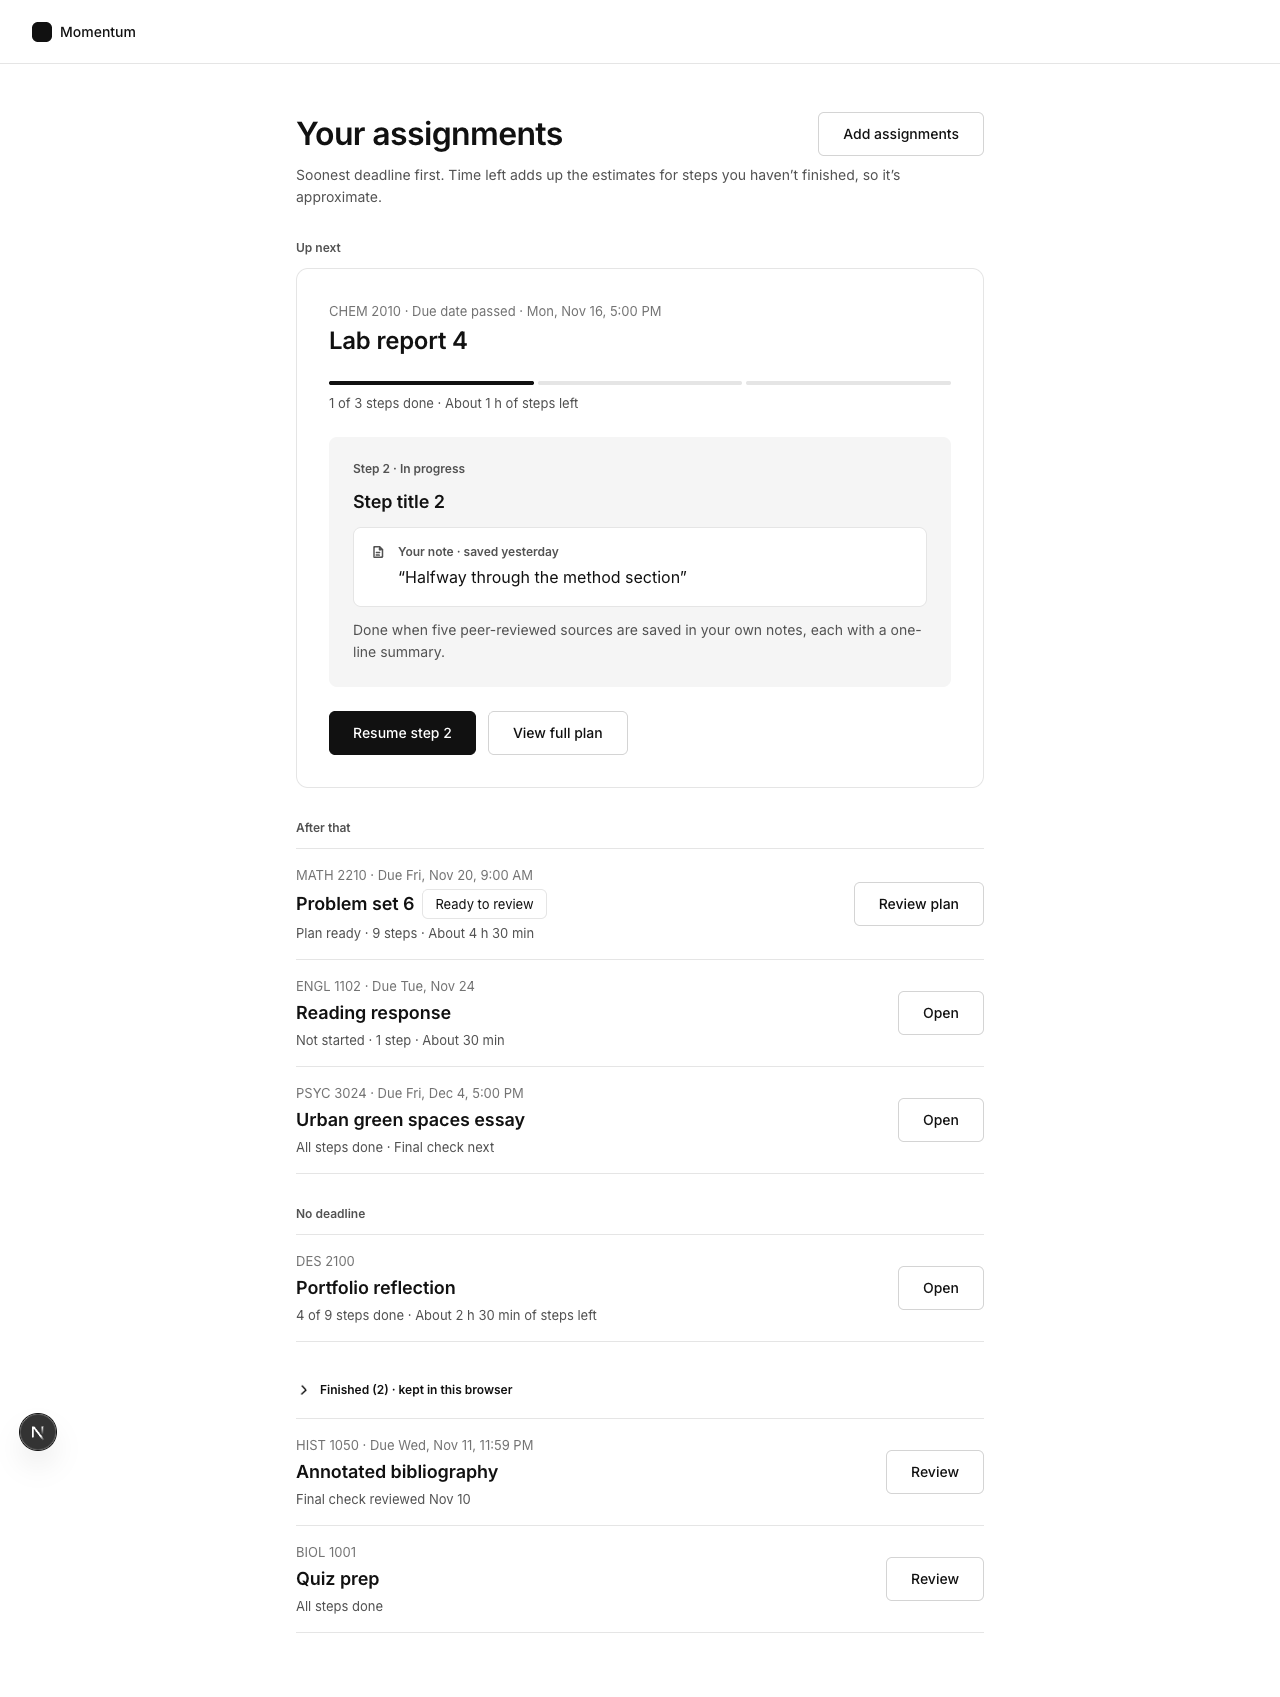 Momentum
Your assignments
Add assignments
Soonest deadline first. Time left adds up the estimates for steps you haven’t finished, so it’s
approximate.
Up next
CHEM 2010 · Due date passed · Mon, Nov 16, 5:00 PM
Lab report 4
1 of 3 steps done · About 1 h of steps left
Step 2 · In progress
Step title 2
Your note · saved yesterday
“Halfway through the method section”
Done when five peer-reviewed sources are saved in your own notes, each with a one-
line summary.
Resume step 2
View full plan
After that
MATH 2210 · Due Fri, Nov 20, 9:00 AM
Problem set 6
Ready to review
Plan ready · 9 steps · About 4 h 30 min
Review plan
ENGL 1102 · Due Tue, Nov 24
Reading response
Not started · 1 step · About 30 min
Open
PSYC 3024 · Due Fri, Dec 4, 5:00 PM
Urban green spaces essay
All steps done · Final check next
Open
No deadline
DES 2100
Portfolio reflection
4 of 9 steps done · About 2 h 30 min of steps left
Open
Finished (2) · kept in this browser
N
HIST 1050 · Due Wed, Nov 11, 11:59 PM
Annotated bibliography
Final check reviewed Nov 10
Review
BIOL 1001
Quiz prep
All steps done
Review